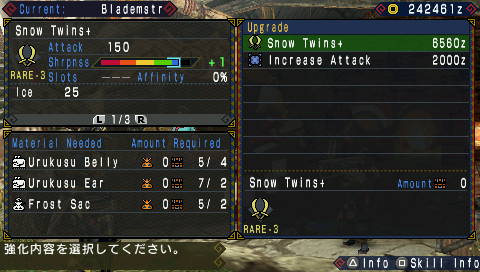 Current: Blademstr
242461z
Snow Twins+
Attack 150
Shrpnss +1
RARE-3 Slots --- Affinity 0%
Ice 25
L 1/3 R
Material Needed Amount Required
Urukusu Belly 0 5/ 4
Urukusu Ear 0 7/ 2
Frost Sac 0 5/ 2
Upgrade
Snow Twins+ 6560z
Increase Attack 2000z
Snow Twins+ Amount 0
RARE-3
強化内容を選択してください。
Info Skill Info